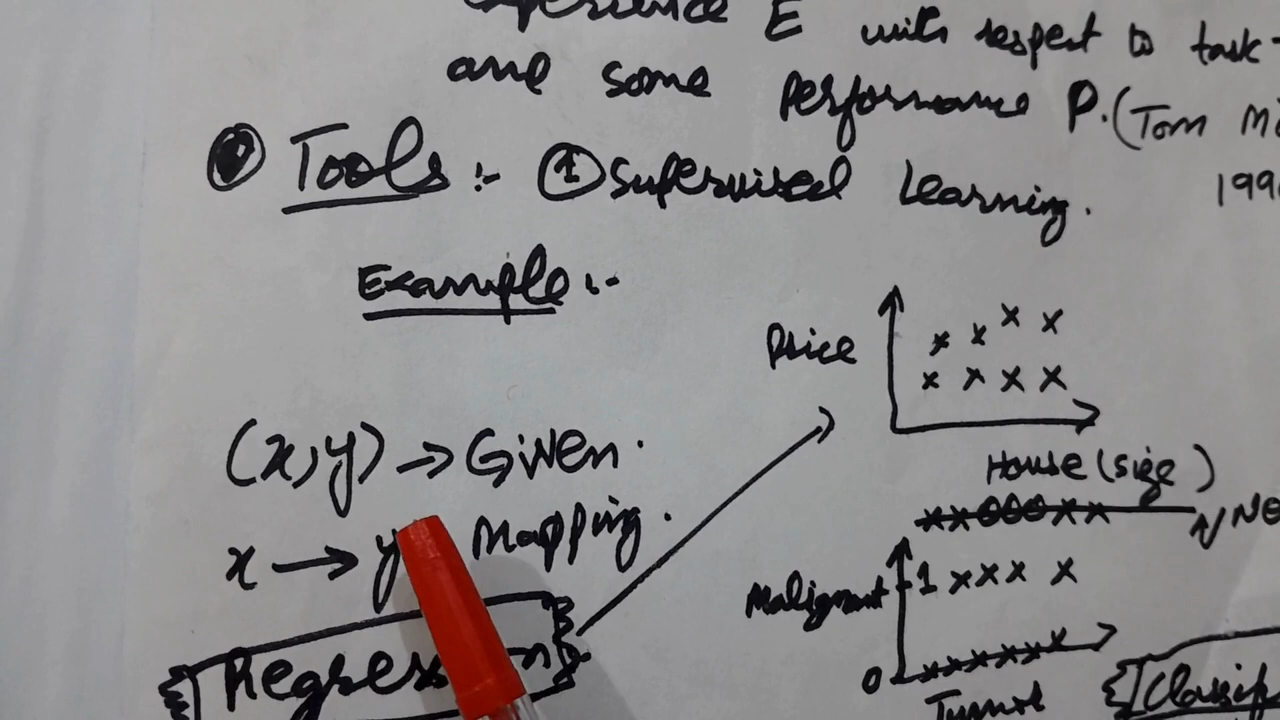 Experience E with respect to task
and some Performance P. (Tom
Tools :- ① Supervised Learning.
Example :-
Price
(x,y) → Given.
House (size)
x → y Mapping.
Malignant 1
0